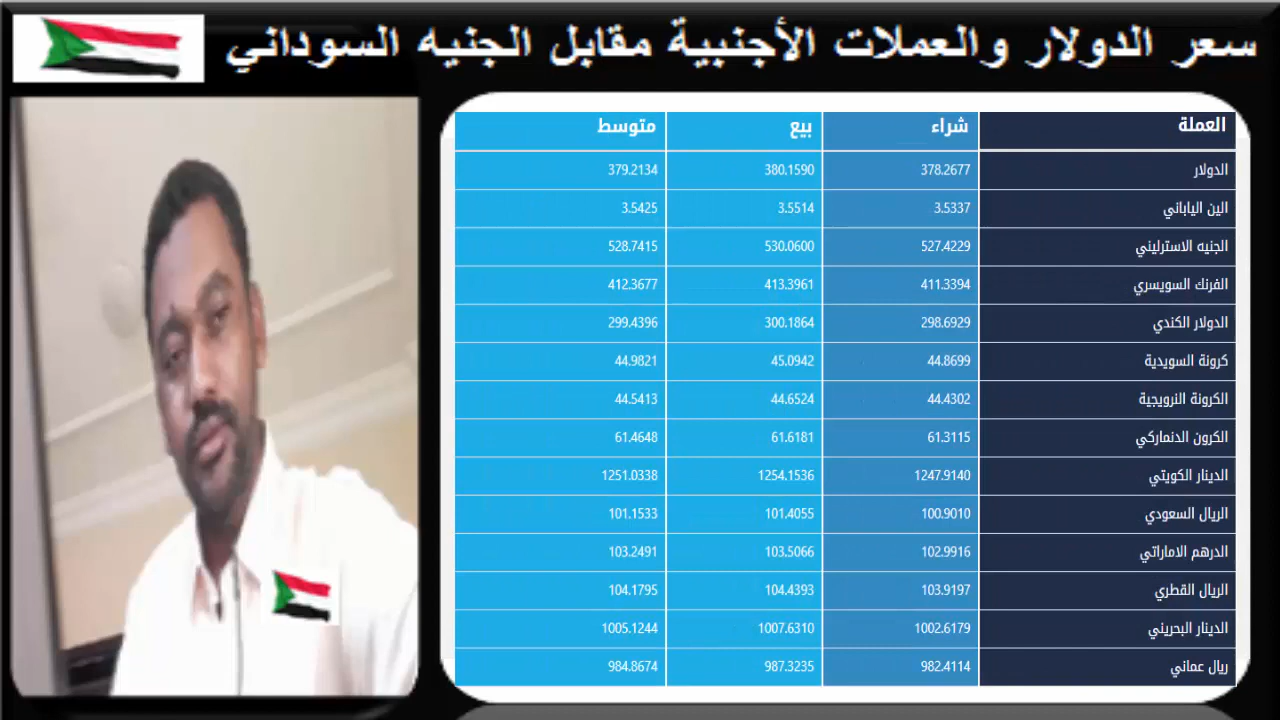 سعر الدولار والعملات الأجنبية مقابل الجنيه السوداني
العملة شراء بيع متوسط
الدولار 378.2677 380.1590 379.2134
الين الياباني 3.5337 3.5514 3.5425
الجنيه الاسترليني 527.4229 530.0600 528.7415
الفرنك السويسري 411.3394 413.3961 412.3677
الدولار الكندي 298.6929 300.1864 299.4396
كرونة السويدية 44.8699 45.0942 44.9821
الكرونة النرويجية 44.4302 44.6524 44.5413
الكرون الدنماركي 61.3115 61.6181 61.4648
الدينار الكويتي 1247.9140 1254.1536 1251.0338
الريال السعودي 100.9010 101.4055 101.1533
الدرهم الاماراتي 102.9916 103.5066 103.2491
الريال القطري 103.9197 104.4393 104.1795
الدينار البحريني 1002.6179 1007.6310 1005.1244
ريال عماني 982.4114 987.3235 984.8674